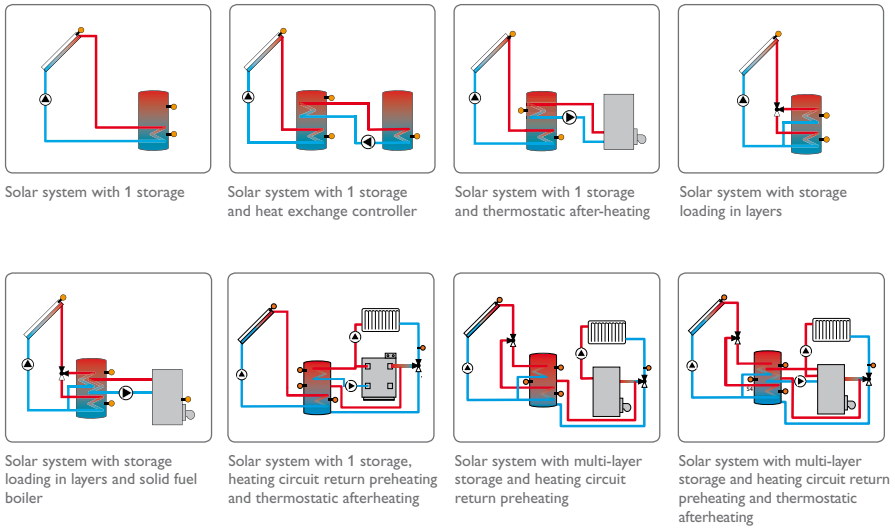 Solar system with 1 storage
Solar system with 1 storage
and heat exchange controller
Solar system with 1 storage
and thermostatic after-heating
Solar system with storage
loading in layers
Solar system with storage
loading in layers and solid fuel
boiler
Solar system with 1 storage,
heating circuit return preheating
and thermostatic afterheating
Solar system with multi-layer
storage and heating circuit
return preheating
S4
Solar system with multi-layer
storage and heating circuit return
preheating and thermostatic
afterheating